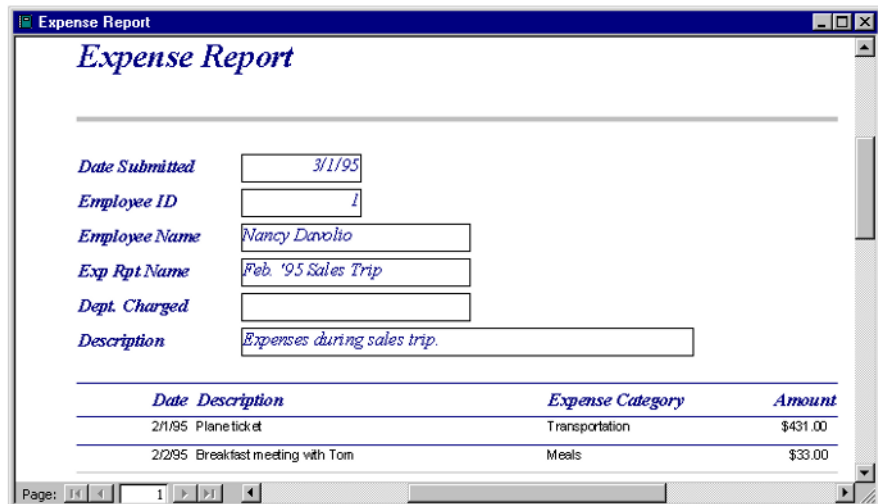 Expense Report
Expense Report
Date Submitted 3/1/95
Employee ID 1
Employee Name Nancy Davolio
Exp Rpt Name Feb. '95 Sales Trip
Dept. Charged
Description Expenses during sales trip.
Date Description Expense Category Amount
2/1/95 Plane ticket Transportation $431.00
2/2/95 Breakfast meeting with Tom Meals $33.00
Page: 1